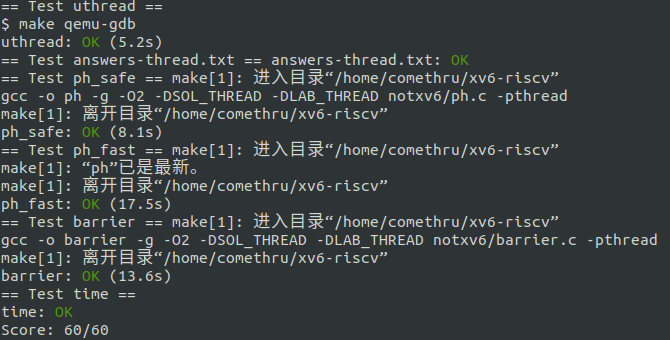 == Test uthread ==
$ make qemu-gdb
uthread: OK (5.2s)
== Test answers-thread.txt == answers-thread.txt: OK
== Test ph_safe == make[1]: 进入目录“/home/comethru/xv6-riscv”
gcc -o ph -g -O2 -DSOL_THREAD -DLAB_THREAD notxv6/ph.c -pthread
make[1]: 离开目录“/home/comethru/xv6-riscv”
ph_safe: OK (8.1s)
== Test ph_fast == make[1]: 进入目录“/home/comethru/xv6-riscv”
make[1]: “ph”已是最新。
make[1]: 离开目录“/home/comethru/xv6-riscv”
ph_fast: OK (17.5s)
== Test barrier == make[1]: 进入目录“/home/comethru/xv6-riscv”
gcc -o barrier -g -O2 -DSOL_THREAD -DLAB_THREAD notxv6/barrier.c -pthread
make[1]: 离开目录“/home/comethru/xv6-riscv”
barrier: OK (13.6s)
== Test time ==
time: OK
Score: 60/60